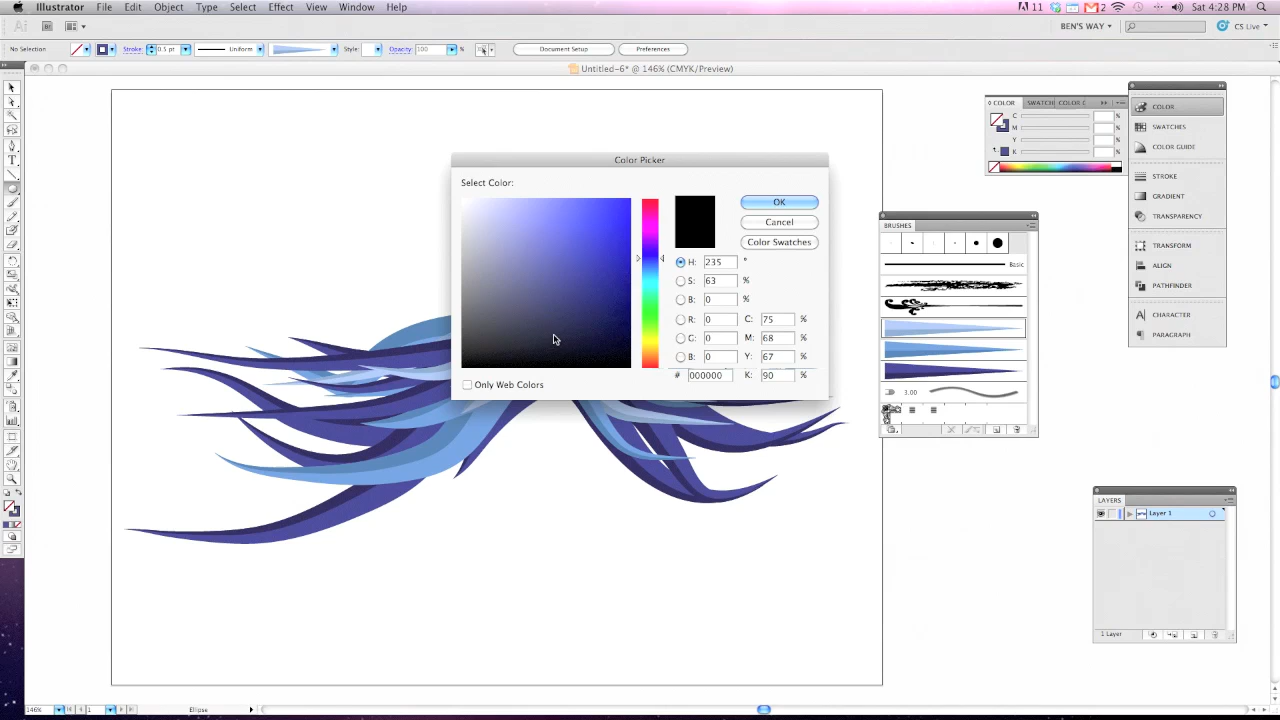 Illustrator File Edit Object Type Select Effect View Window Help
11 2 Sat 4:28 PM
BEN'S WAY CS Live
No Selection Stroke: 0.5 pt Uniform Style: Opacity: 100 % Document Setup Preferences
Untitled-6* @ 146% (CMYK/Preview)
COLOR
C %
M %
Y %
K %
COLOR
SWATCHES
COLOR GUIDE
STROKE
GRADIENT
TRANSPARENCY
TRANSFORM
ALIGN
PATHFINDER
CHARACTER
PARAGRAPH
Color Picker
Select Color:
OK
Cancel
Color Swatches
H: 235 °
S: 63 %
B: 0 %
R: 0 C: 75 %
G: 0 M: 68 %
B: 0 Y: 67 %
# 000000 K: 90 %
Only Web Colors
BRUSHES
Basic
3.00
LAYERS
Layer 1
1 Layer
146% 1 Ellipse